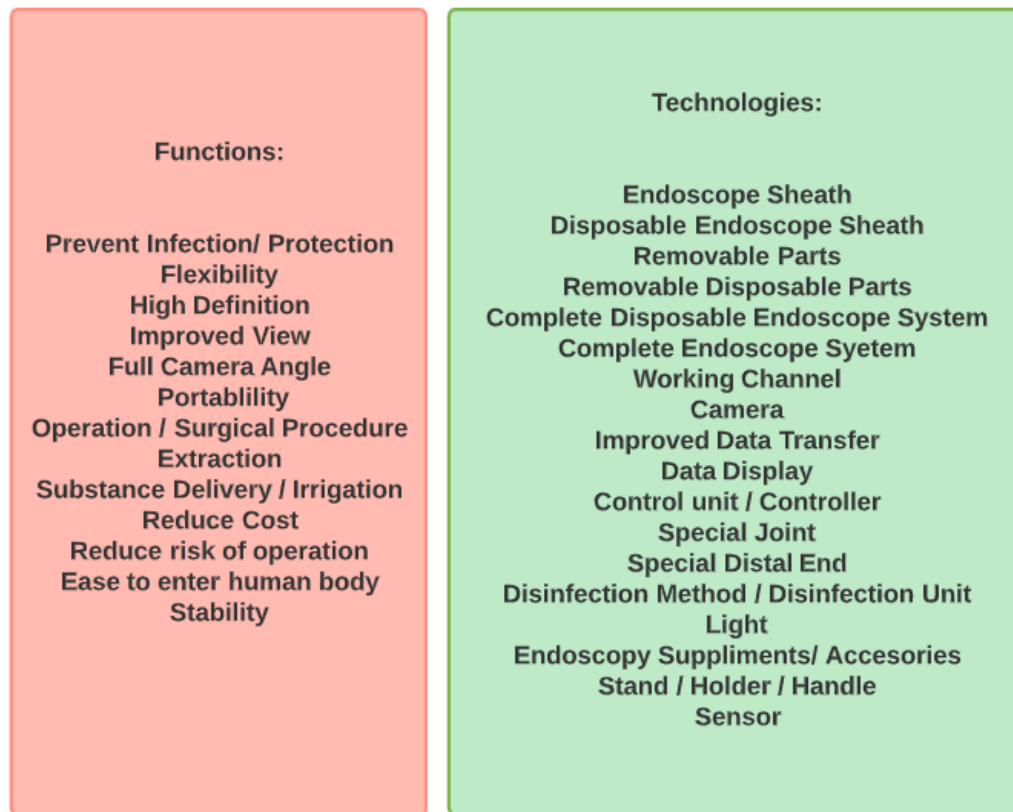 Functions:
Prevent Infection/ Protection
Flexibility
High Definition
Improved View
Full Camera Angle
Portablility
Operation / Surgical Procedure
Extraction
Substance Delivery / Irrigation
Reduce Cost
Reduce risk of operation
Ease to enter human body
Stability
Technologies:
Endoscope Sheath
Disposable Endoscope Sheath
Removable Parts
Removable Disposable Parts
Complete Disposable Endoscope System
Complete Endoscope Syetem
Working Channel
Camera
Improved Data Transfer
Data Display
Control unit / Controller
Special Joint
Special Distal End
Disinfection Method / Disinfection Unit
Light
Endoscopy Suppliments/ Accesories
Stand / Holder / Handle
Sensor